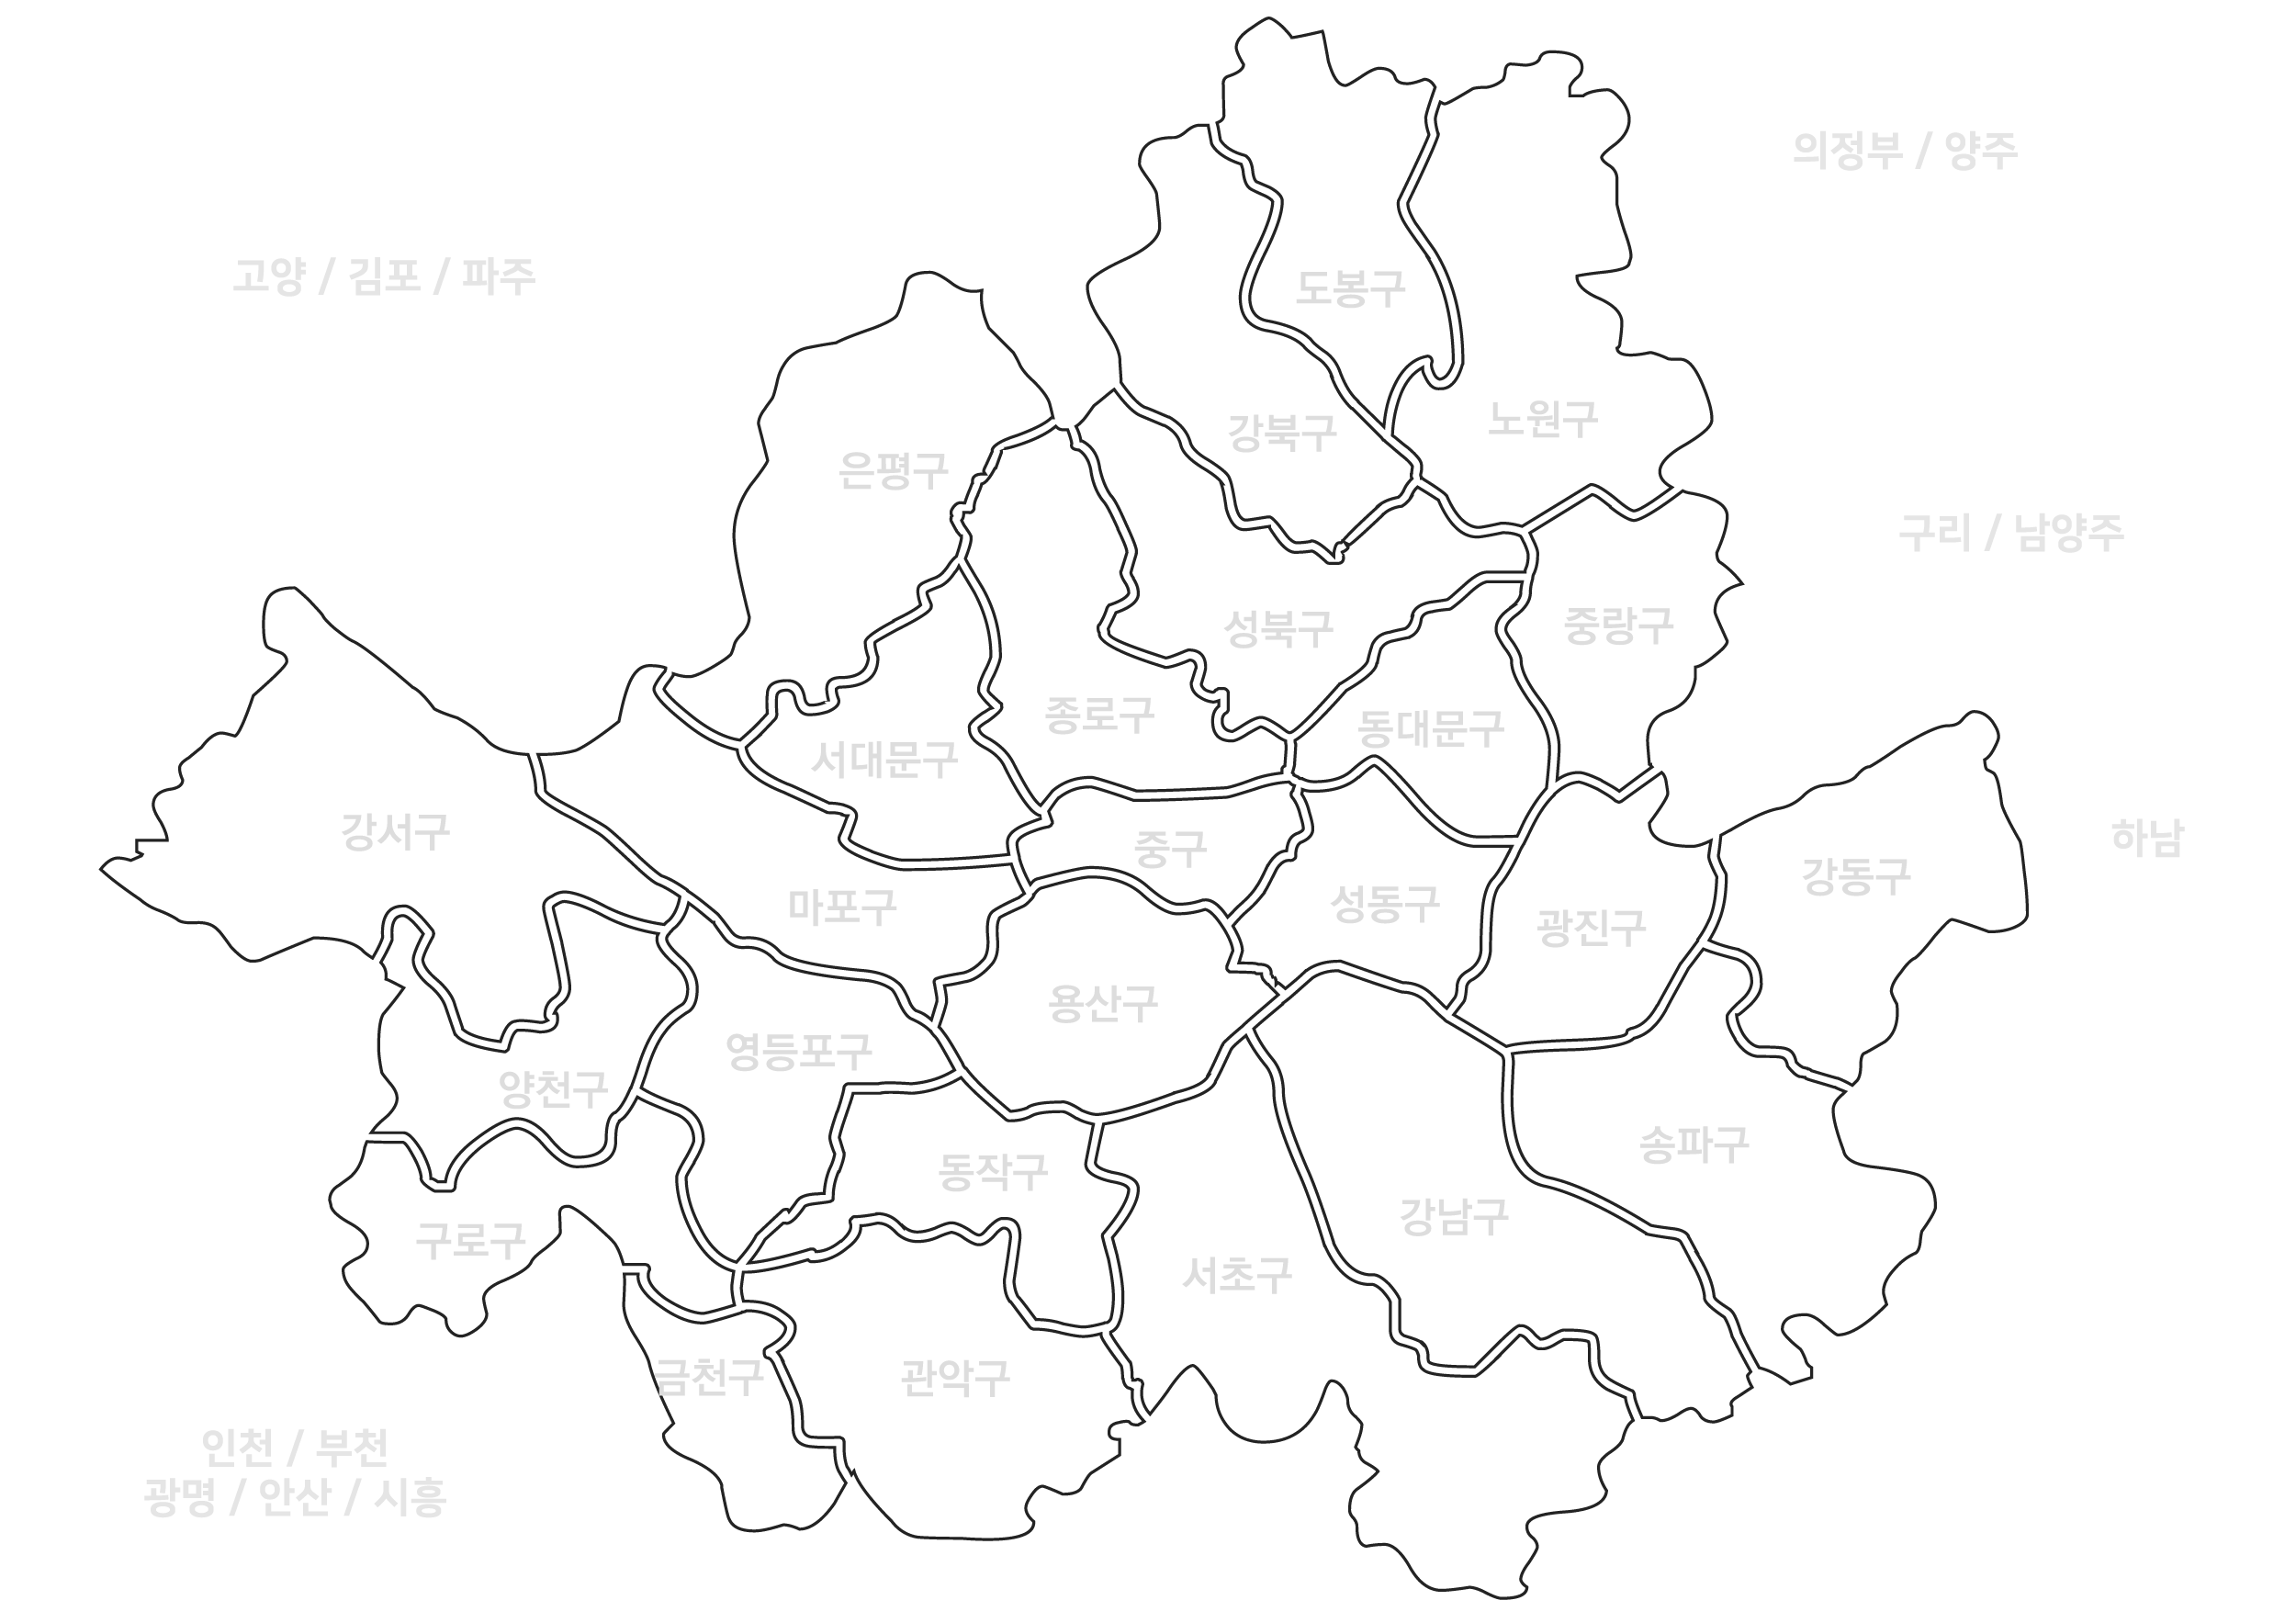 의정부 / 양주
고양 / 김포 / 파주
도봉구
노원구
강북구
은평구
구리 / 남양주
성북구
중랑구
종로구
동대문구
서대문구
강서구
하남
중구
강동구
마포구
성동구
광진구
용산구
영등포구
양천구
송파구
동작구
강남구
구로구
서초구
금천구
관악구
인천 / 부천
광명 / 안산 / 시흥